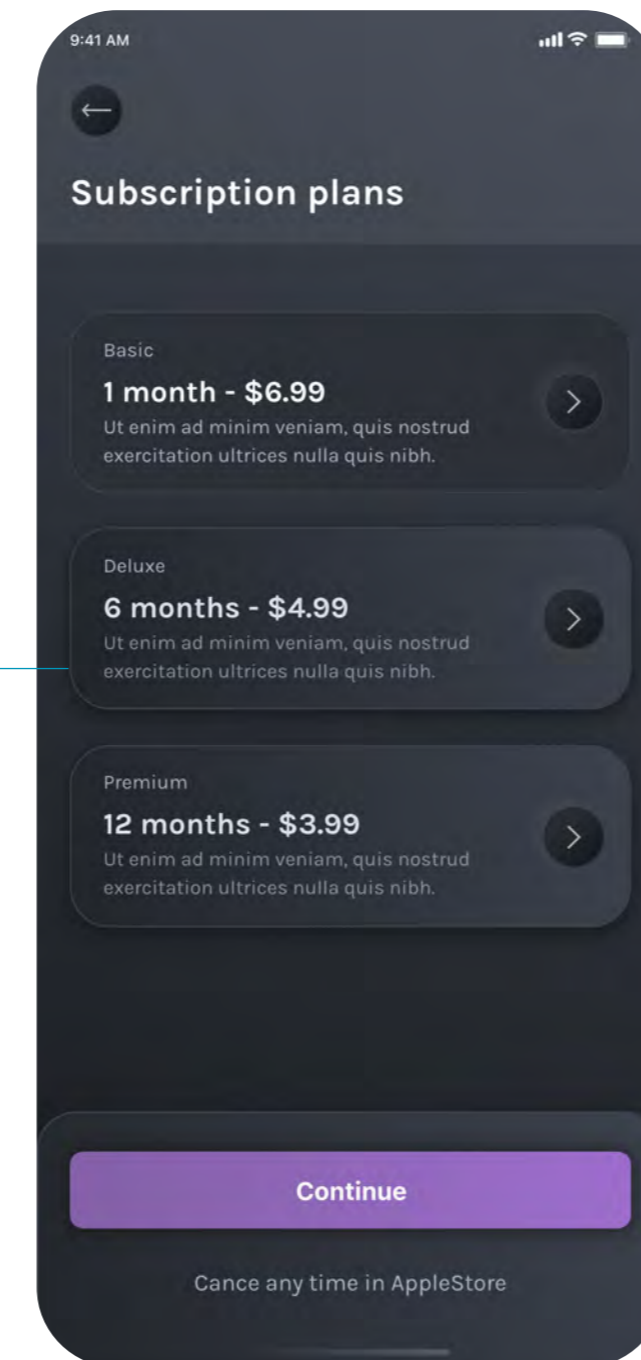 9:41 AM
Subscription plans
Basic
1 month - $6.99
Ut enim ad minim veniam, quis nostrud
exercitation ultrices nulla quis nibh.
Deluxe
6 months - $4.99
Ut enim ad minim veniam, quis nostrud
exercitation ultrices nulla quis nibh.
Premium
12 months - $3.99
Ut enim ad minim veniam, quis nostrud
exercitation ultrices nulla quis nibh.
Continue
Cance any time in AppleStore